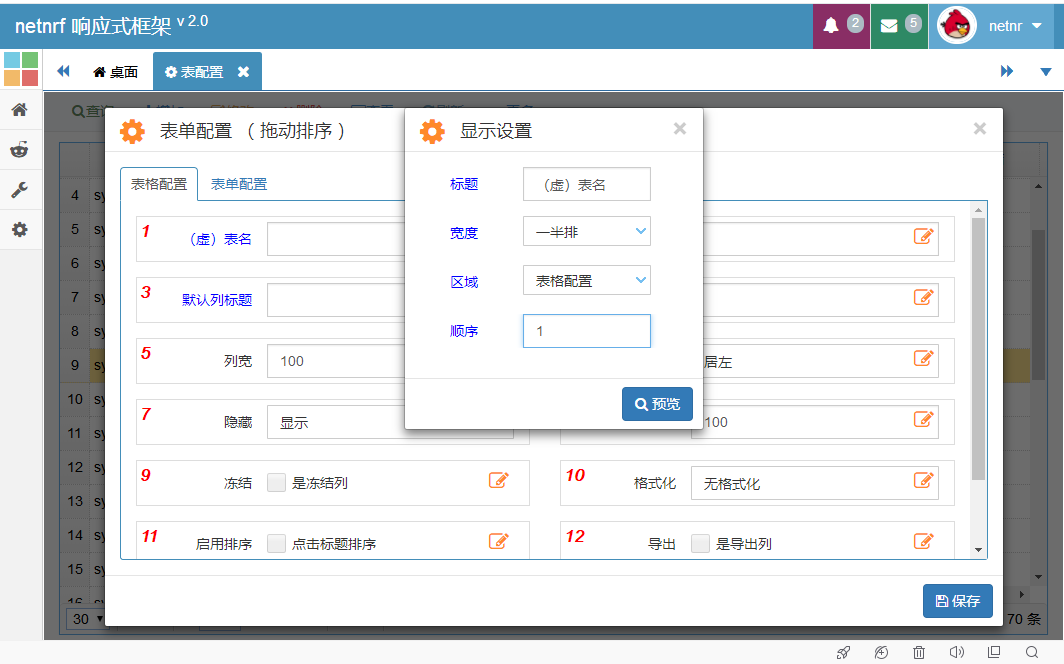 netnrf 响应式框架 v 2.0
2
5
netnr
桌面
表配置
表单配置 （ 拖动排序 ）
显示设置
表格配置
表单配置
标题
（虚）表名
宽度
一半排
区域
表格配置
顺序
1
预览
1
（虚）表名
3
默认列标题
5
列宽
100
居左
7
隐藏
显示
100
9
冻结
是冻结列
10
格式化
无格式化
11
启用排序
点击标题排序
12
导出
是导出列
保存
4 sy
5 sy
6 sy
7 sy
8 sy
9 sy
10 sy
11 sy
12 sy
13 sy
14 sy
15 sy
30
70 条